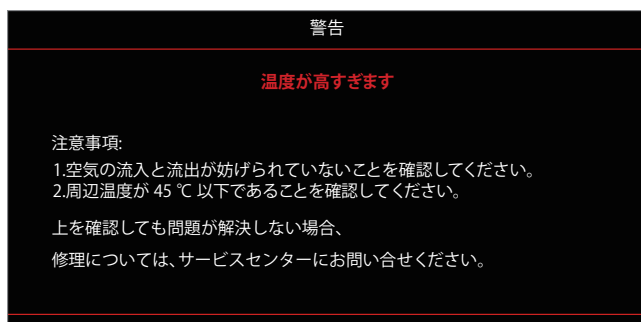 警告
温度が高すぎます
注意事項:
1.空気の流入と流出が妨げられていないことを確認してください。
2.周辺温度が 45 ℃ 以下であることを確認してください。
上を確認しても問題が解決しない場合、
修理については、サービスセンターにお問い合せください。